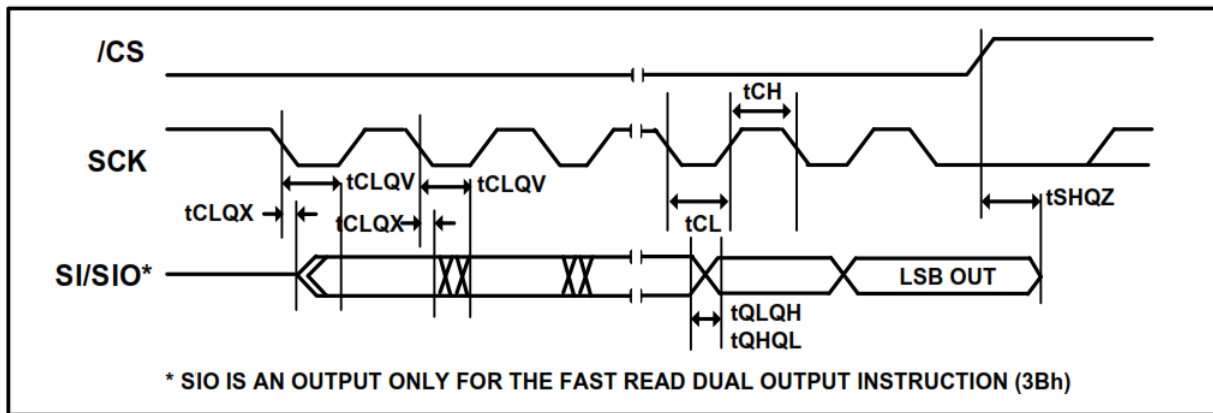 /CS
tCH
SCK
tCLQV
tCLQV
tCLQX
tCLQX
tCL
tSHQZ
SI/SIO*
LSB OUT
tQLQH
tQHQL
* SIO IS AN OUTPUT ONLY FOR THE FAST READ DUAL OUTPUT INSTRUCTION (3Bh)